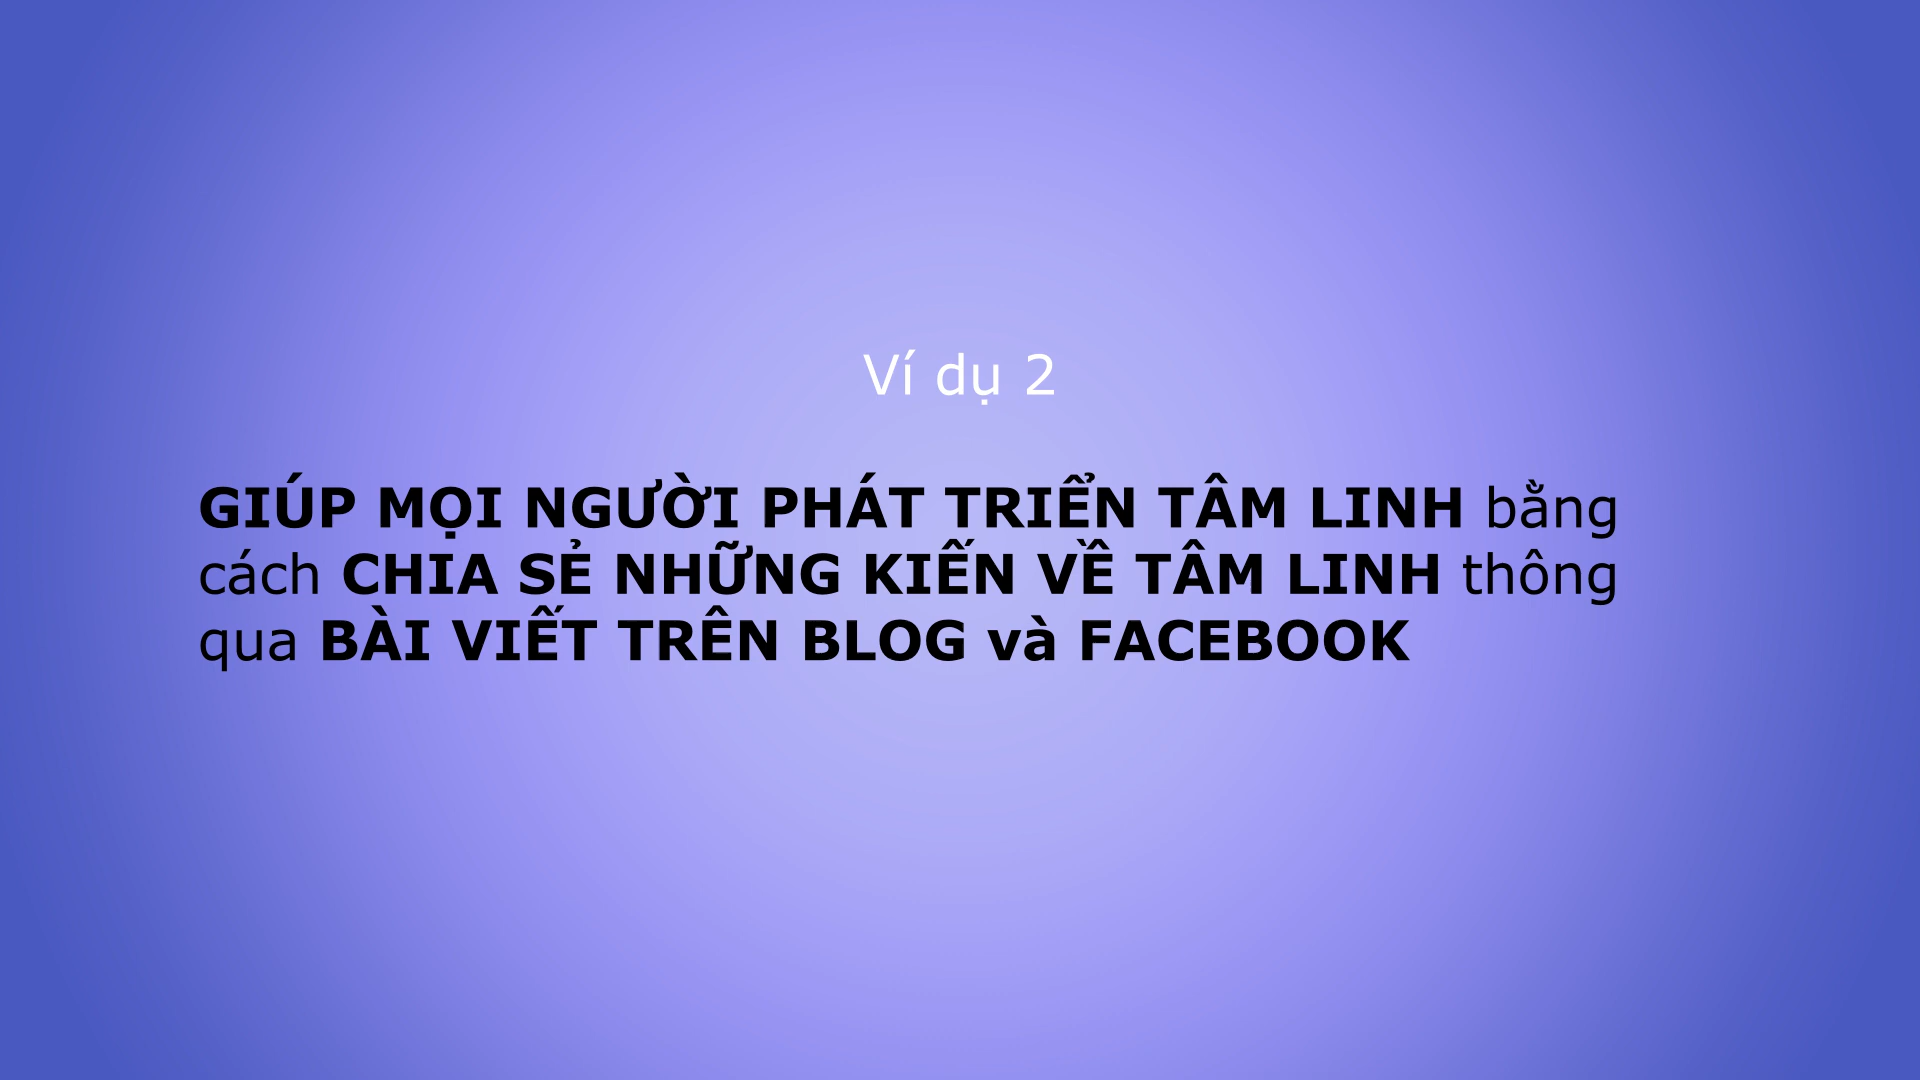 Ví dụ 2
GIÚP MỌI NGƯỜI PHÁT TRIỂN TÂM LINH bằng
cách CHIA SẺ NHỮNG KIẾN VỀ TÂM LINH thông
qua BÀI VIẾT TRÊN BLOG và FACEBOOK